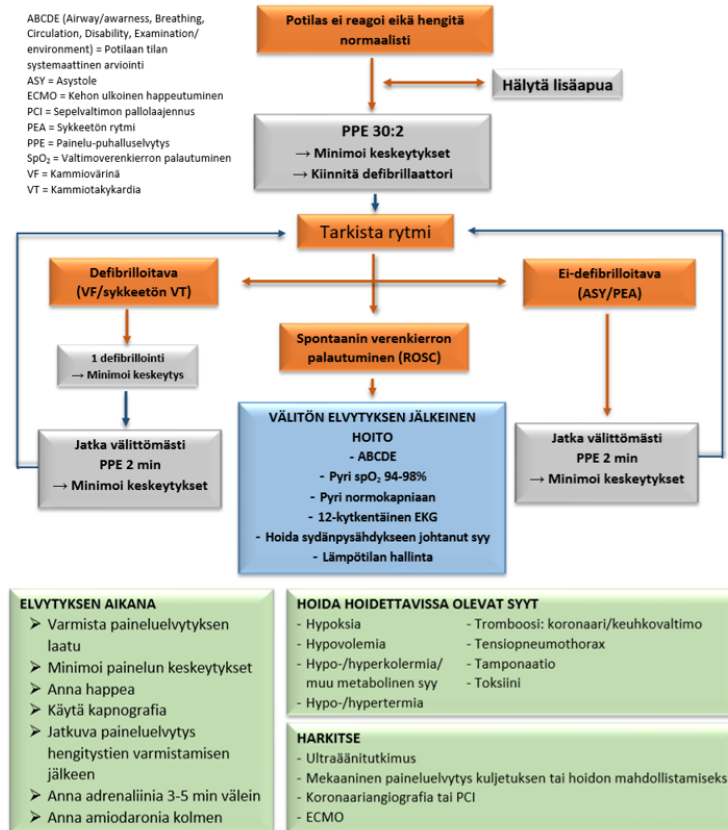 ABCDE (Airway/awarness, Breathing,
Circulation, Disability, Examination/
environment) = Potilaan tilan
systemaattinen arviointi
ASY = Asystole
ECMO = Kehon ulkoinen happeutuminen
PCI = Sepelvaltimon pallolaajennus
PEA = Sykkeetön rytmi
PPE = Painelu-puhalluselvytys
SpO₂ = Valtimoverenkierron palautuminen
VF = Kammiovärinä
VT = Kammiotakykardia
Potilas ei reagoi eikä hengitä
normaalisti
Hälytä lisäapua
PPE 30:2
→ Minimoi keskeytykset
→ Kiinnitä defibrillaattori
Tarkista rytmi
Defibrilloitava
(VF/sykkeetön VT)
1 defibrillointi
→ Minimoi keskeytys
Jatka välittömästi
PPE 2 min
→ Minimoi keskeytykset
Spontaanin verenkierron
palautuminen (ROSC)
VÄLITÖN ELVYTYKSEN JÄLKEINEN
HOITO
- ABCDE
- Pyri spO₂ 94-98%
- Pyri normokapniaan
- 12-kytkentäinen EKG
- Hoida sydänpysähdykseen johtanut syy
- Lämpötilan hallinta
Ei-defibrilloitava
(ASY/PEA)
Jatka välittömästi
PPE 2 min
→ Minimoi keskeytykset
ELVYTYKSEN AIKANA
➢ Varmista paineluelvytyksen
laatu
➢ Minimoi painelun keskeytykset
➢ Anna happea
➢ Käytä kapnografia
➢ Jatkuva paineluelvytys
hengitystien varmistamisen
jälkeen
➢ Anna adrenaliinia 3-5 min välein
➢ Anna amiodaronia kolmen
HOIDA HOIDETTAVISSA OLEVAT SYYT
- Hypoksia
- Hypovolemia
- Hypo-/hyperkolermia/
muu metabolinen syy
- Hypo-/hypertermia
- Tromboosi: koronaari/keuhkovaltimo
- Tensiopneumothorax
- Tamponaatio
- Toksiini
HARKITSE
- Ultraäänitutkimus
- Mekaaninen paineluelvytys kuljetuksen tai hoidon mahdollistamiseks
- Koronaariangiografia tai PCI
- ECMO